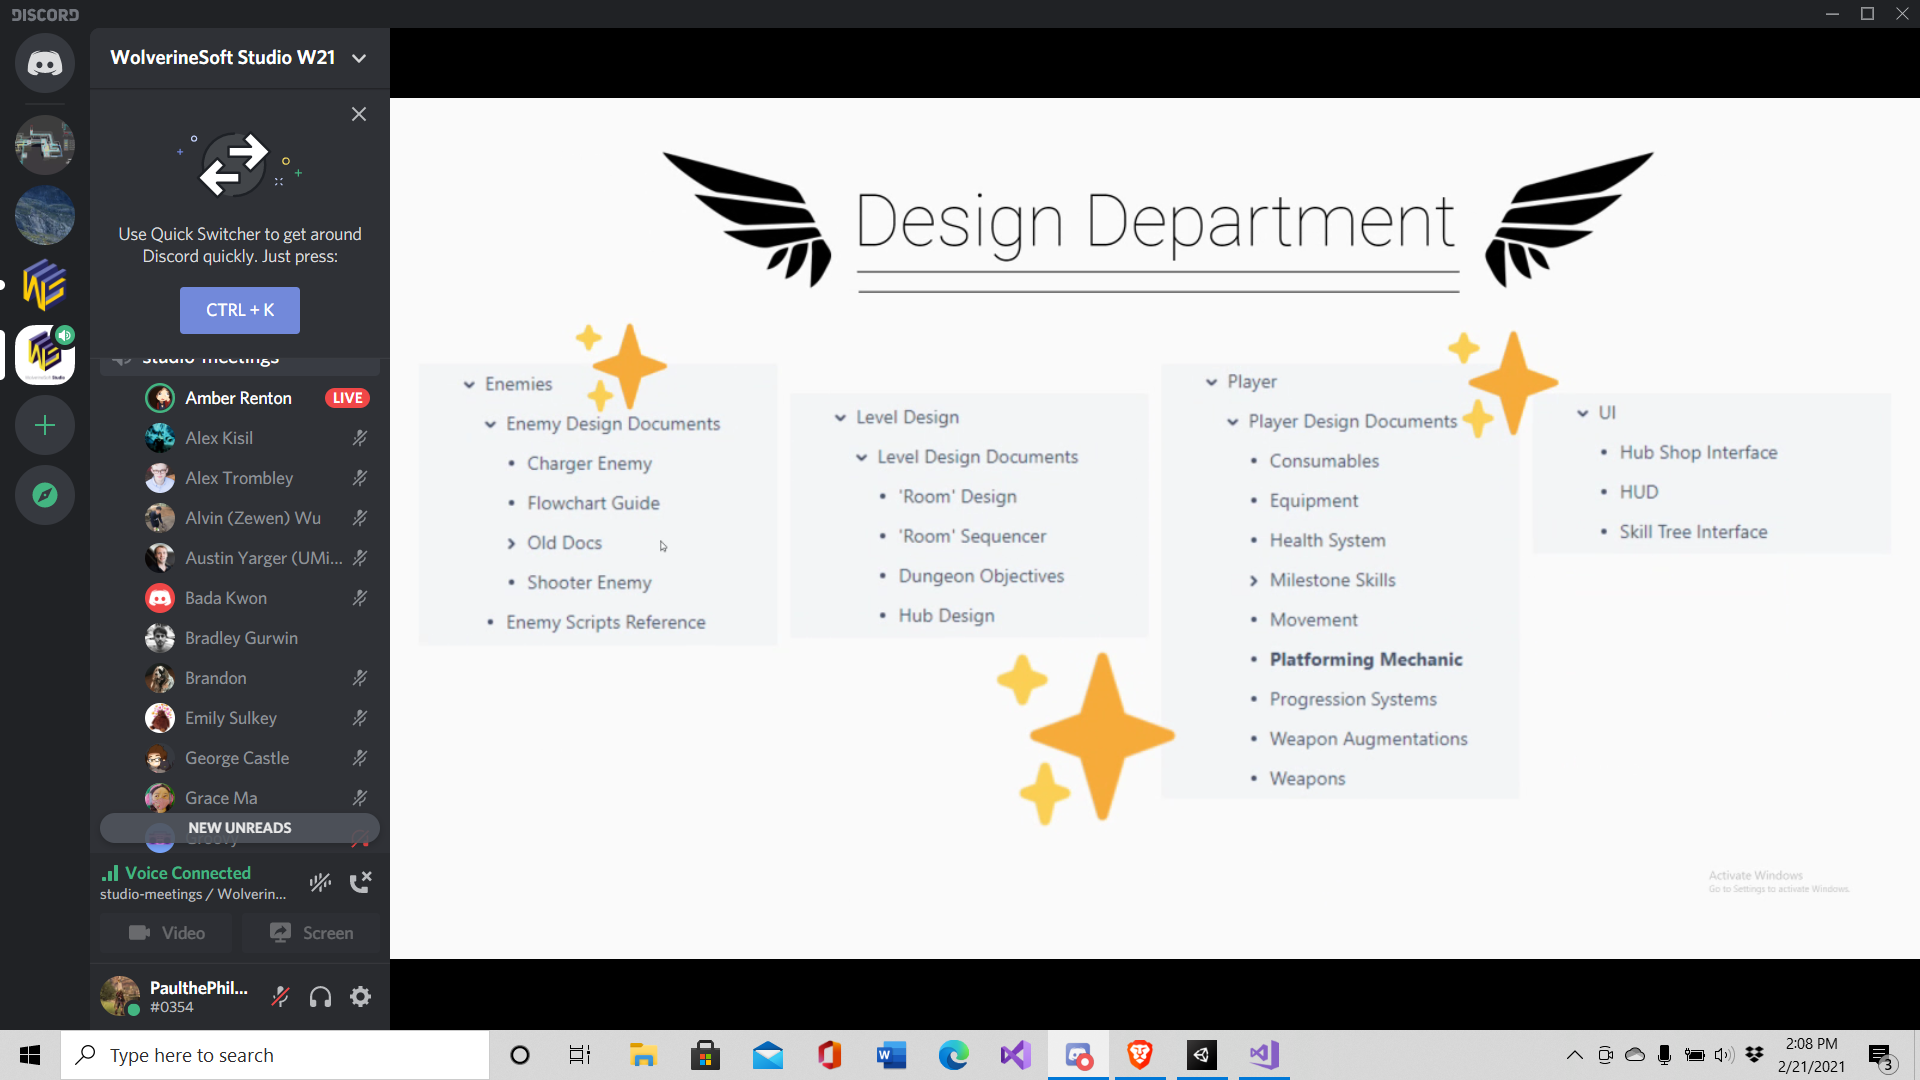 DISCORD
WolverineSoft Studio W21
Use Quick Switcher to get around
Discord quickly. Just press:
CTRL + K
studio-meetings
Amber Renton LIVE
Alex Kisil
Alex Trombley
Alvin (Zewen) Wu
Austin Yarger (UMi...
Bada Kwon
Bradley Gurwin
Brandon
Emily Sulkey
George Castle
Grace Ma
NEW UNREADS
Groovy
Voice Connected
studio-meetings / Wolverin...
Video
Screen
PaulthePhil...
#0354
Design Department
Enemies
Enemy Design Documents
Charger Enemy
Flowchart Guide
Old Docs
Shooter Enemy
Enemy Scripts Reference
Level Design
Level Design Documents
'Room' Design
'Room' Sequencer
Dungeon Objectives
Hub Design
Player
Player Design Documents
Consumables
Equipment
Health System
Milestone Skills
Movement
Platforming Mechanic
Progression Systems
Weapon Augmentations
Weapons
UI
Hub Shop Interface
HUD
Skill Tree Interface
Activate Windows
Go to Settings to activate Windows.
Type here to search
2:08 PM
2/21/2021
3